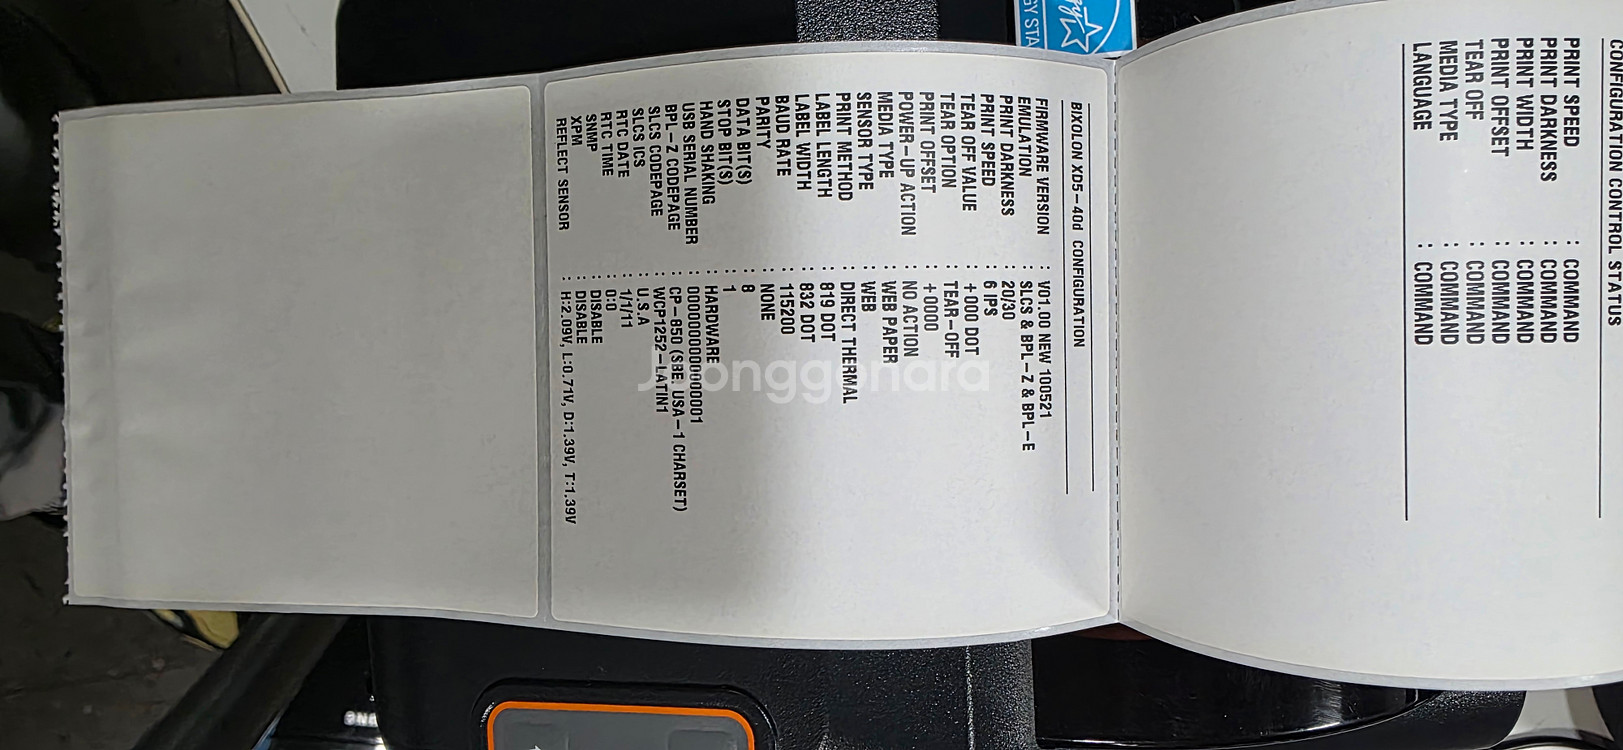 BIXOLON XD5-40d CONFIGURATION
FIRMWARE VERSION : V01.00 NEW 100521
EMULATION : SLCS & BPL-Z & BPL-E
PRINT DARKNESS : 20/30
PRINT SPEED : 6 IPS
TEAR OFF VALUE : +000 DOT
TEAR OPTION : TEAR-OFF
PRINT OFFSET : +0000
POWER-UP ACTION : NO ACTION
MEDIA TYPE : WEB PAPER
SENSOR TYPE : WEB
PRINT METHOD : DIRECT THERMAL
LABEL LENGTH : 819 DOT
LABEL WIDTH : 832 DOT
BAUD RATE : 115200
PARITY : NONE
DATA BIT(S) : 8
STOP BIT(S) : 1
HAND SHAKING : HARDWARE
USB SERIAL NUMBER : 0000000000000001
BPL-Z CODEPAGE : CP-850 (SBE, USA-1 CHARSET)
SLCS CODEPAGE : WCP1252-LATIN1
SLCS ICS : U.S.A
RTC DATE : 1/1/11
RTC TIME : 0:0
SNMP : DISABLE
XPM : DISABLE
REFLECT SENSOR : H:2.09V, L:0.71V, D:1.39V, T:1.39V
CONFIGURATION CONTROL STATUS
PRINT SPEED : COMMAND
PRINT DARKNESS : COMMAND
PRINT WIDTH : COMMAND
PRINT OFFSET : COMMAND
TEAR OFF : COMMAND
MEDIA TYPE : COMMAND
LANGUAGE : COMMAND
Joonggonara
GY STA